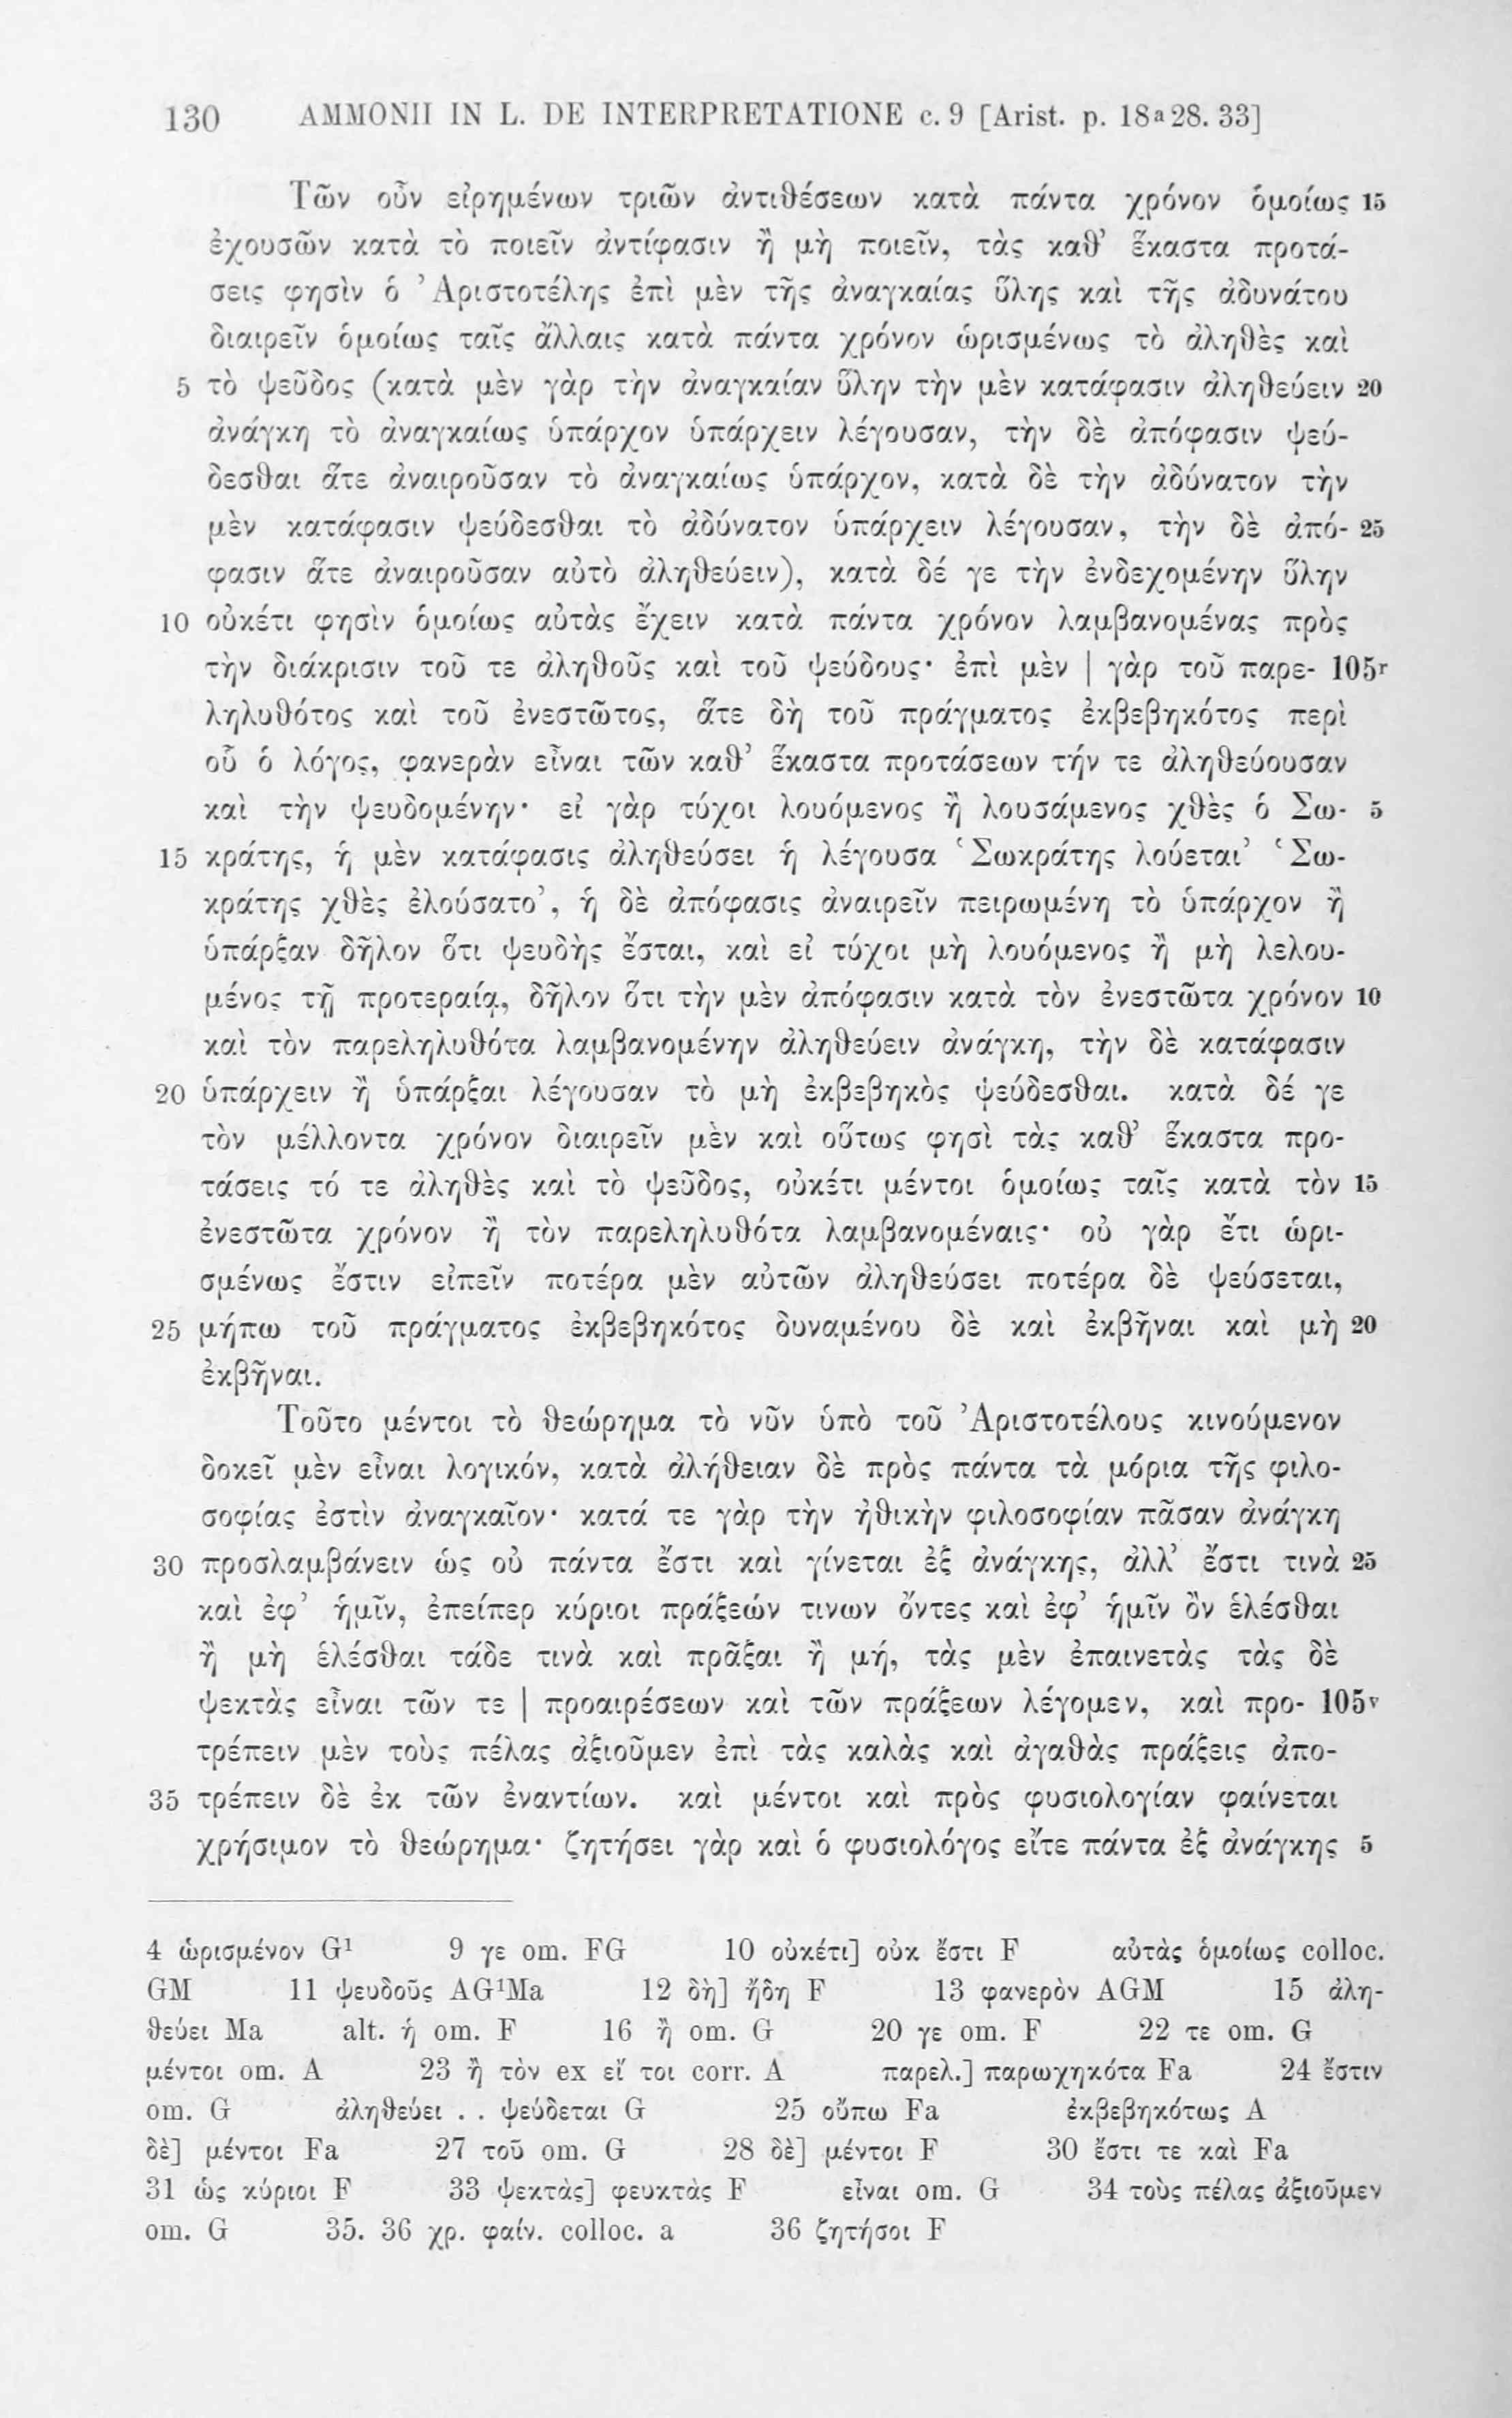 130 AMMONII IN L. DE INTERPRETATIONE c. 9 [Arist. p. 18ᵃ28. 33]
Τῶν οὖν εἰρημένων τριῶν ἀντιθέσεων κατὰ πάντα χρόνον ὁμοίως 15
ἐχουσῶν κατὰ τὸ ποιεῖν ἀντίφασιν ἢ μὴ ποιεῖν, τὰς καθ’ ἕκαστα προτά-
σεις φησὶν ὁ Ἀριστοτέλης ἐπὶ μὲν τῆς ἀναγκαίας ὕλης καὶ τῆς ἀδυνάτου
διαιρεῖν ὁμοίως ταῖς ἄλλαις κατὰ πάντα χρόνον ὡρισμένως τὸ ἀληθὲς καὶ
5 τὸ ψεῦδος (κατὰ μὲν γὰρ τὴν ἀναγκαίαν ὕλην τὴν μὲν κατάφασιν ἀληθεύειν 20
ἀνάγκη τὸ ἀναγκαίως ὑπάρχον ὑπάρχειν λέγουσαν, τὴν δὲ ἀπόφασιν ψεύ-
δεσθαι ἅτε ἀναιροῦσαν τὸ ἀναγκαίως ὑπάρχον, κατὰ δὲ τὴν ἀδύνατον τὴν
μὲν κατάφασιν ψεύδεσθαι τὸ ἀδύνατον ὑπάρχειν λέγουσαν, τὴν δὲ ἀπό- 25
φασιν ἅτε ἀναιροῦσαν αὐτὸ ἀληθεύειν), κατὰ δέ γε τὴν ἐνδεχομένην ὕλην
10 οὐκέτι φησὶν ὁμοίως αὐτὰς ἔχειν κατὰ πάντα χρόνον λαμβανομένας πρὸς
τὴν διάκρισιν τοῦ τε ἀληθοῦς καὶ τοῦ ψεύδους· ἐπὶ μὲν | γὰρ τοῦ παρε- 105ʳ
ληλυθότος καὶ τοῦ ἐνεστῶτος, ἅτε δὴ τοῦ πράγματος ἐκβεβηκότος περὶ
οὗ ὁ λόγος, φανερὰν εἶναι τῶν καθ’ ἕκαστα προτάσεων τήν τε ἀληθεύουσαν
καὶ τὴν ψευδομένην· εἰ γὰρ τύχοι λουόμενος ἢ λουσάμενος χθὲς ὁ Σω- 5
15 κράτης, ἡ μὲν κατάφασις ἀληθεύσει ἡ λέγουσα ‘Σωκράτης λούεται’ ‘Σω-
κράτης χθὲς ἐλούσατο’, ἡ δὲ ἀπόφασις ἀναιρεῖν πειρωμένη τὸ ὑπάρχον ἢ
ὑπάρξαν δῆλον ὅτι ψευδὴς ἔσται, καὶ εἰ τύχοι μὴ λουόμενος ἢ μὴ λελου-
μένος τῇ προτεραίᾳ, δῆλον ὅτι τὴν μὲν ἀπόφασιν κατὰ τὸν ἐνεστῶτα χρόνον 10
καὶ τὸν παρεληλυθότα λαμβανομένην ἀληθεύειν ἀνάγκη, τὴν δὲ κατάφασιν
20 ὑπάρχειν ἢ ὑπάρξαι λέγουσαν τὸ μὴ ἐκβεβηκὸς ψεύδεσθαι. κατὰ δέ γε
τὸν μέλλοντα χρόνον διαιρεῖν μὲν καὶ οὕτως φησὶ τὰς καθ’ ἕκαστα προ-
τάσεις τό τε ἀληθὲς καὶ τὸ ψεῦδος, οὐκέτι μέντοι ὁμοίως ταῖς κατὰ τὸν 15
ἐνεστῶτα χρόνον ἢ τὸν παρεληλυθότα λαμβανομέναις· οὐ γὰρ ἔτι ὡρι-
σμένως ἔστιν εἰπεῖν ποτέρα μὲν αὐτῶν ἀληθεύσει ποτέρα δὲ ψεύσεται,
25 μήπω τοῦ πράγματος ἐκβεβηκότος δυναμένου δὲ καὶ ἐκβῆναι καὶ μὴ 20
ἐκβῆναι.
Τοῦτο μέντοι τὸ θεώρημα τὸ νῦν ὑπὸ τοῦ Ἀριστοτέλους κινούμενον
δοκεῖ μὲν εἶναι λογικόν, κατὰ ἀλήθειαν δὲ πρὸς πάντα τὰ μόρια τῆς φιλο-
σοφίας ἐστὶν ἀναγκαῖον· κατά τε γὰρ τὴν ἠθικὴν φιλοσοφίαν πᾶσαν ἀνάγκη
30 προσλαμβάνειν ὡς οὐ πάντα ἔστι καὶ γίνεται ἐξ ἀνάγκης, ἀλλ’ ἔστι τινὰ 25
καὶ ἐφ’ ἡμῖν, ἐπείπερ κύριοι πράξεών τινων ὄντες καὶ ἐφ’ ἡμῖν ὂν ἑλέσθαι
ἢ μὴ ἑλέσθαι τάδε τινὰ καὶ πρᾶξαι ἢ μή, τὰς μὲν ἐπαινετὰς τὰς δὲ
ψεκτὰς εἶναι τῶν τε | προαιρέσεων καὶ τῶν πράξεων λέγομεν, καὶ προ- 105ᵛ
τρέπειν μὲν τοὺς πέλας ἀξιοῦμεν ἐπὶ τὰς καλὰς καὶ ἀγαθὰς πράξεις ἀπο-
35 τρέπειν δὲ ἐκ τῶν ἐναντίων. καὶ μέντοι καὶ πρὸς φυσιολογίαν φαίνεται
χρήσιμον τὸ θεώρημα· ζητήσει γὰρ καὶ ὁ φυσιολόγος εἴτε πάντα ἐξ ἀνάγκης 5
4 ὡρισμένον G¹ 9 γε om. FG 10 οὐκέτι] οὐκ ἔστι F αὐτὰς ὁμοίως colloc.
GM 11 ψευδοῦς AG¹Ma 12 δὴ] ἤδη F 13 φανερὸν AGM 15 ἀλη-
θεύει Ma alt. ἡ om. F 16 ἢ om. G 20 γε om. F 22 τε om. G
μέντοι om. A 23 ἢ τὸν ex εἴ τοι corr. A παρελ.] παρωχηκότα Fa 24 ἔστιν
om. G ἀληθεύει . . ψεύδεται G 25 οὔπω Fa ἐκβεβηκότως A
δὲ] μέντοι Fa 27 τοῦ om. G 28 δὲ] μέντοι F 30 ἔστι τε καὶ Fa
31 ὡς κύριοι F 33 ψεκτὰς] φευκτὰς F εἶναι om. G 34 τοὺς πέλας ἀξιοῦμεν
om. G 35. 36 χρ. φαίν. colloc. a 36 ζητήσοι F